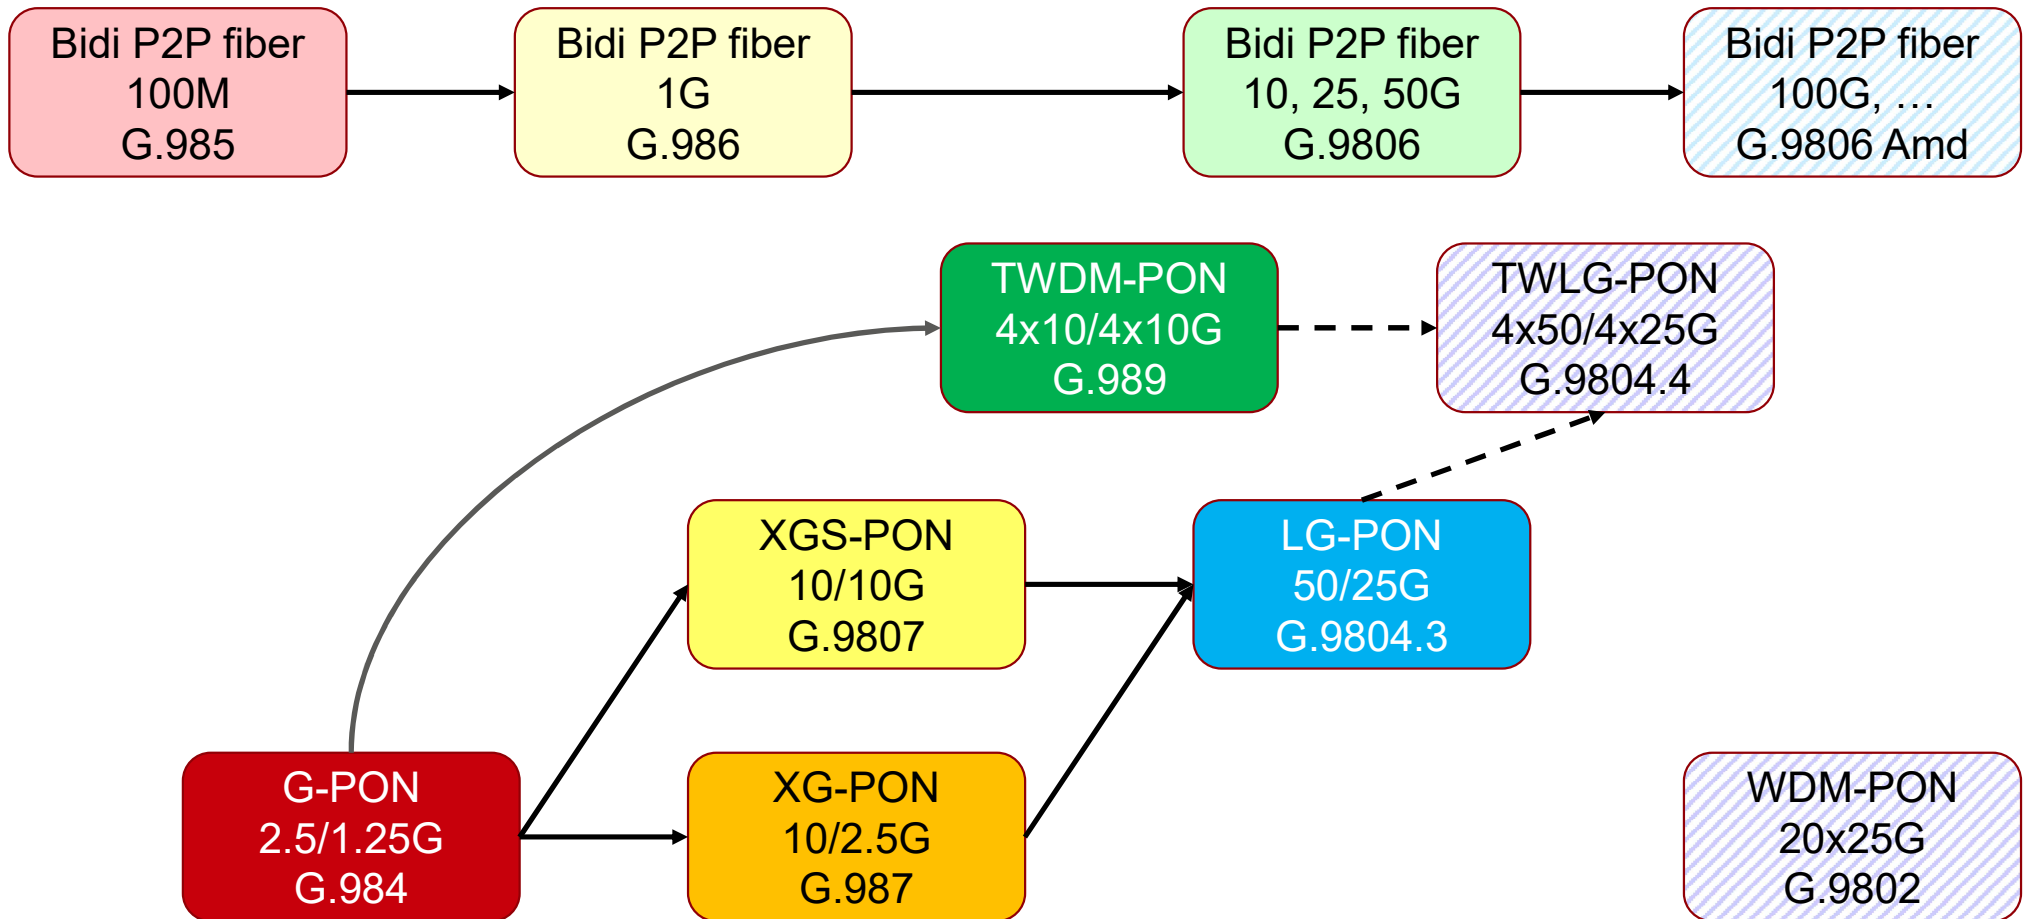 Bidi P2P fiber
100M
G.985
Bidi P2P fiber
1G
G.986
Bidi P2P fiber
10, 25, 50G
G.9806
Bidi P2P fiber
100G, …
G.9806 Amd
TWDM-PON
4x10/4x10G
G.989
TWLG-PON
4x50/4x25G
G.9804.4
XGS-PON
10/10G
G.9807
LG-PON
50/25G
G.9804.3
G-PON
2.5/1.25G
G.984
XG-PON
10/2.5G
G.987
WDM-PON
20x25G
G.9802